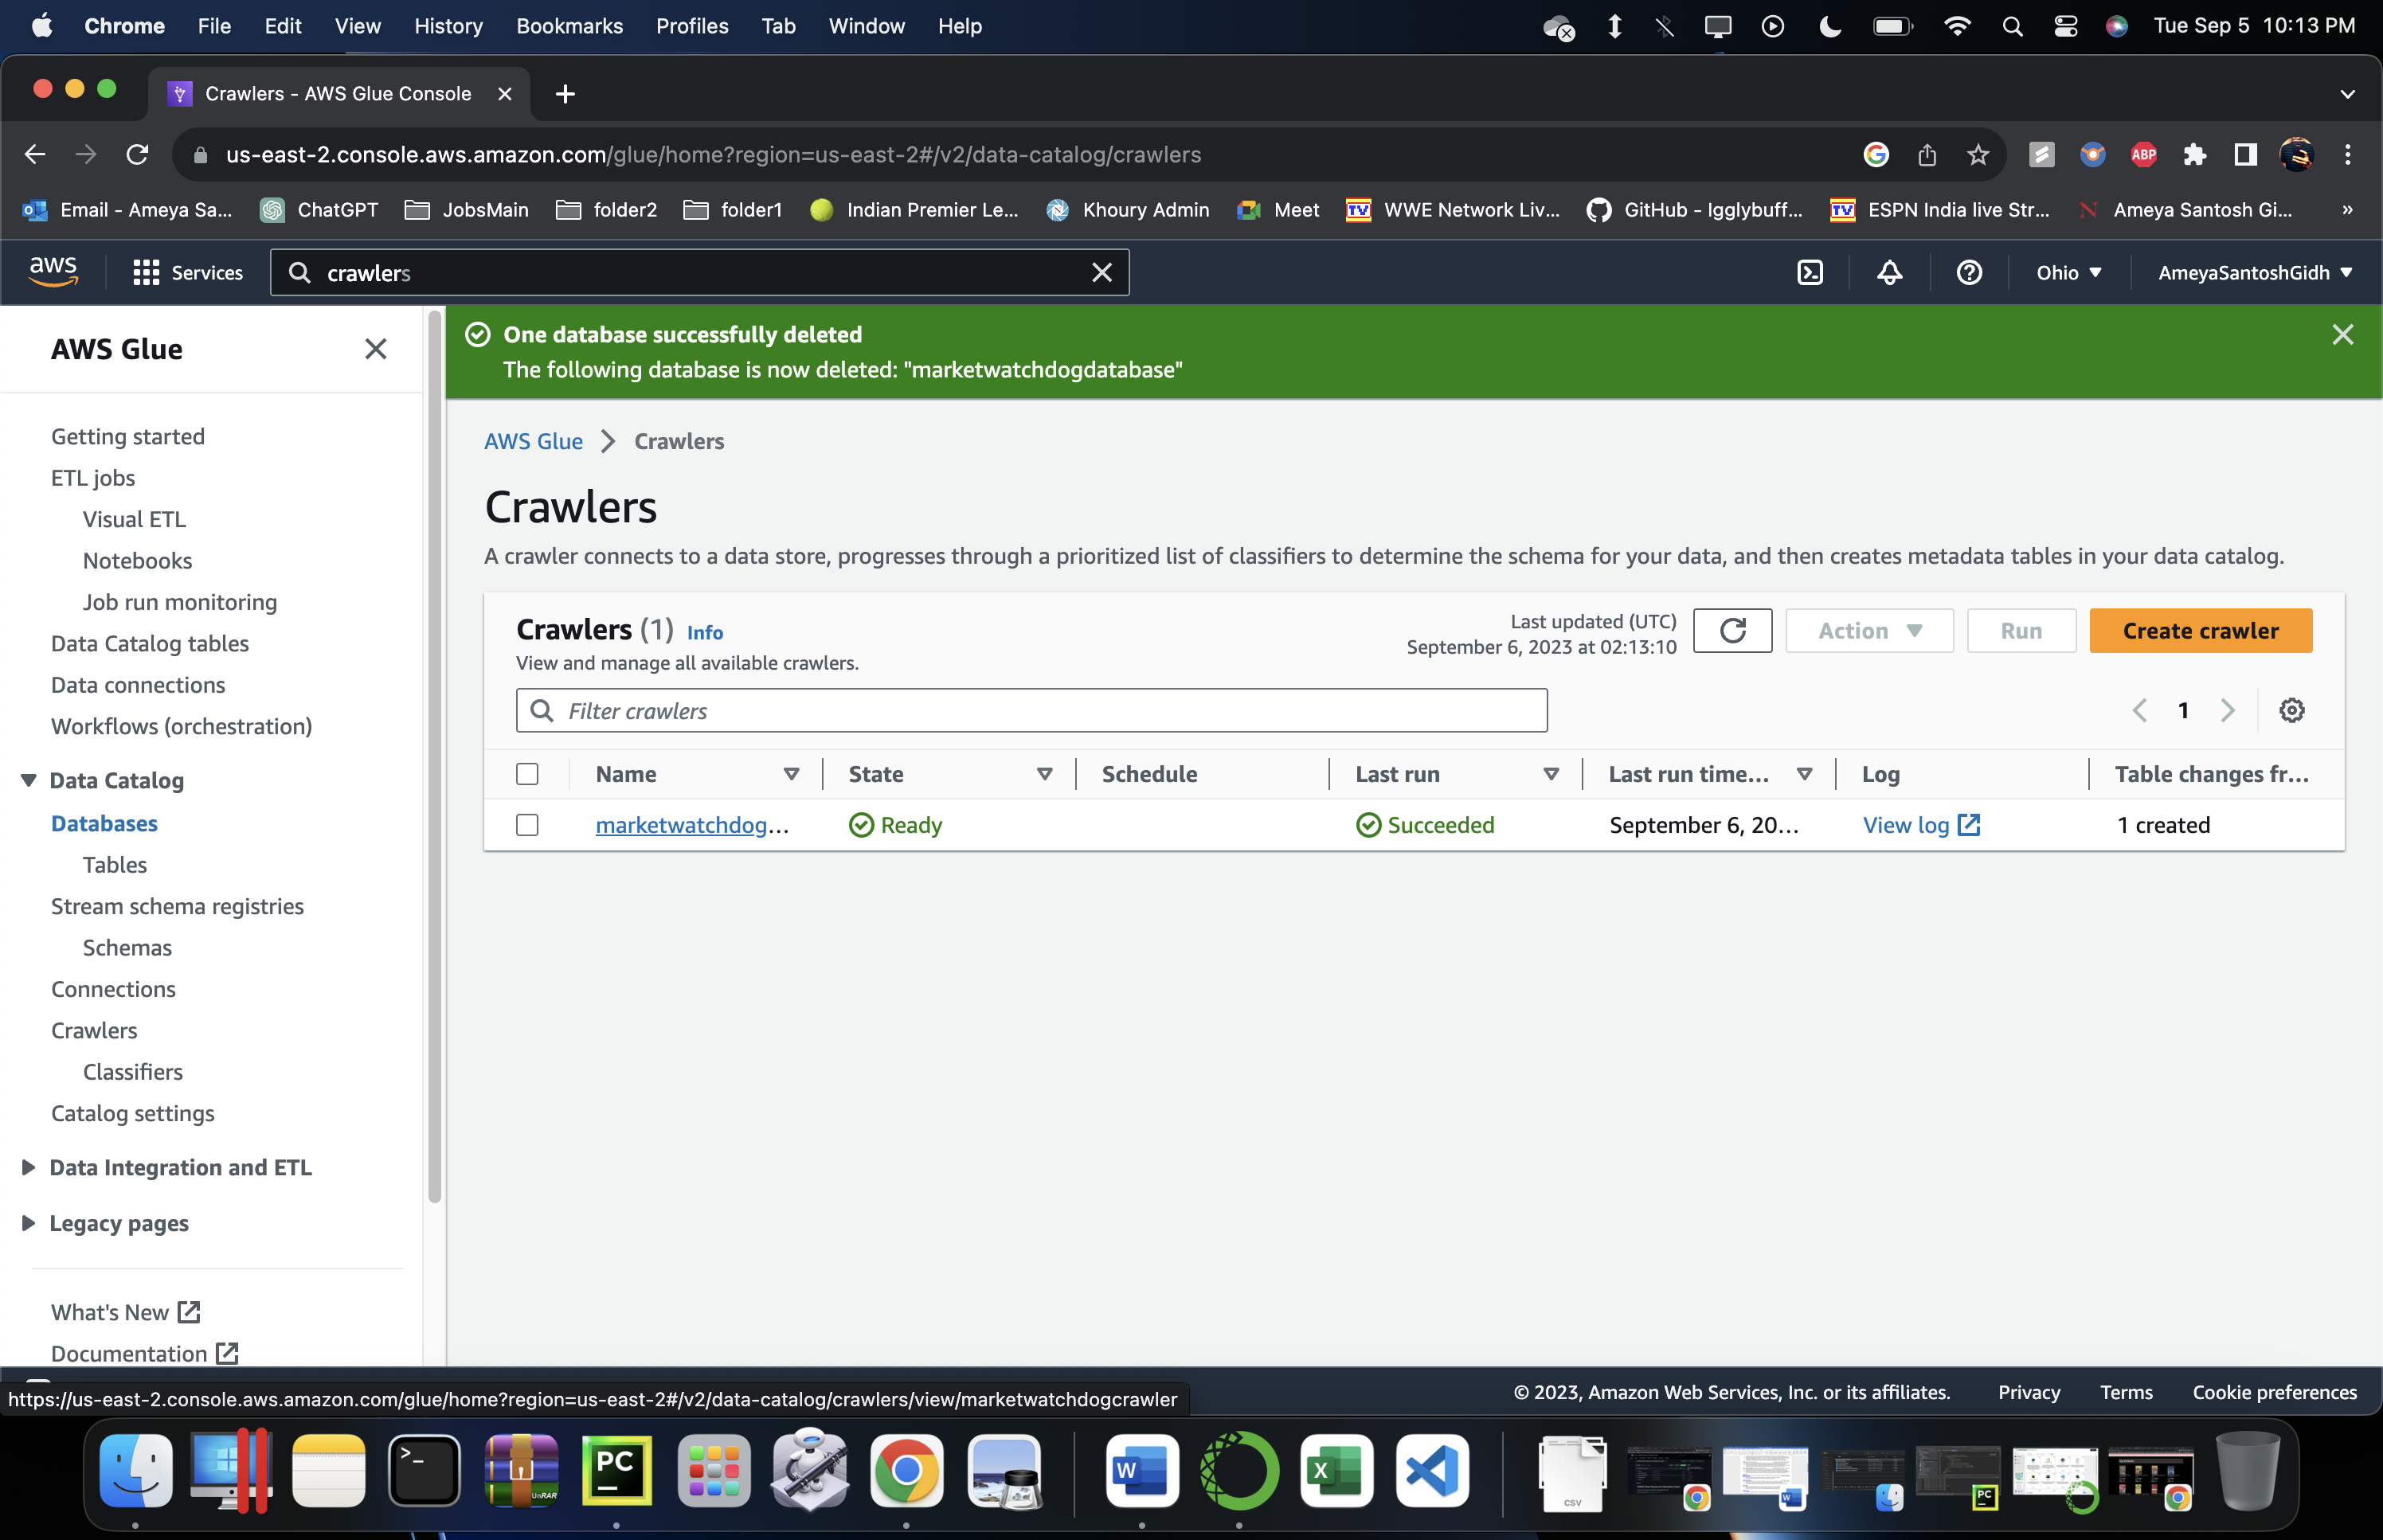 Chrome File Edit View History Bookmarks Profiles Tab Window Help Tue Sep 5 10:13 PM
Crawlers - AWS Glue Console
us-east-2.console.aws.amazon.com/glue/home?region=us-east-2#/v2/data-catalog/crawlers
ABP
Email - Ameya Sa... ChatGPT JobsMain folder2 folder1 Indian Premier Le... Khoury Admin Meet WWE Network Liv... GitHub - Igglybuff... ESPN India live Str... Ameya Santosh Gi... »
aws Services crawlers Ohio AmeyaSantoshGidh
AWS Glue
Getting started
ETL jobs
Visual ETL
Notebooks
Job run monitoring
Data Catalog tables
Data connections
Workflows (orchestration)
Data Catalog
Databases
Tables
Stream schema registries
Schemas
Connections
Crawlers
Classifiers
Catalog settings
Data Integration and ETL
Legacy pages
What's New
Documentation
One database successfully deleted
The following database is now deleted: "marketwatchdogdatabase"
AWS Glue > Crawlers
Crawlers
A crawler connects to a data store, progresses through a prioritized list of classifiers to determine the schema for your data, and then creates metadata tables in your data catalog.
Crawlers (1) Info
View and manage all available crawlers.
Last updated (UTC)
September 6, 2023 at 02:13:10
Action Run Create crawler
Filter crawlers
1
Name State Schedule Last run Last run time... Log Table changes fr...
marketwatchdog... Ready Succeeded September 6, 20... View log 1 created
https://us-east-2.console.aws.amazon.com/glue/home?region=us-east-2#/v2/data-catalog/crawlers/view/marketwatchdogcrawler
© 2023, Amazon Web Services, Inc. or its affiliates. Privacy Terms Cookie preferences
UnRAR
PC
W
X
CSV